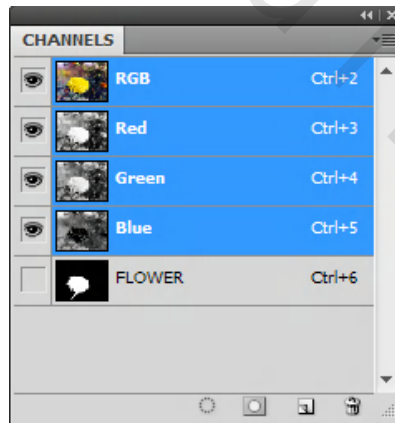 CHANNELS
RGB Ctrl+2
Red Ctrl+3
Green Ctrl+4
Blue Ctrl+5
FLOWER Ctrl+6